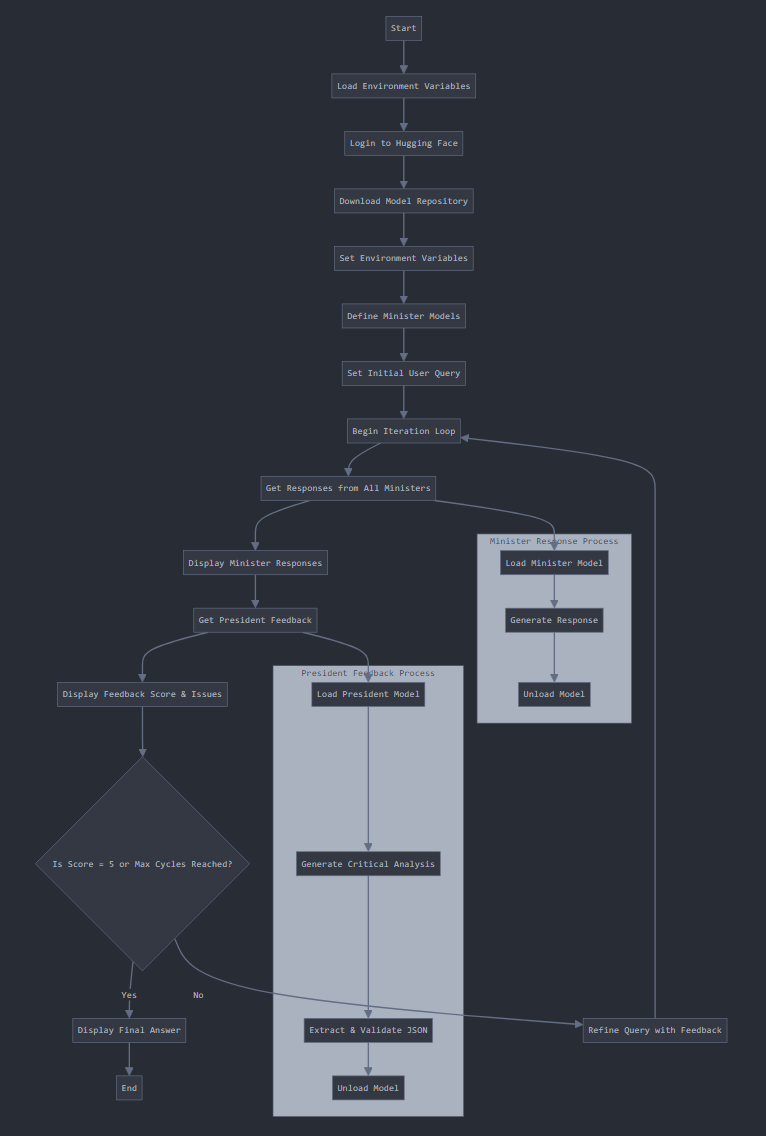 Start
Load Environment Variables
Login to Hugging Face
Download Model Repository
Set Environment Variables
Define Minister Models
Set Initial User Query
Begin Iteration Loop
Get Responses from All Ministers
Minister Response Process
Display Minister Responses
Load Minister Model
Get President Feedback
Generate Response
President Feedback Process
Display Feedback Score & Issues
Load President Model
Unload Model
Is Score = 5 or Max Cycles Reached?
Generate Critical Analysis
Yes
No
Display Final Answer
Extract & Validate JSON
Refine Query with Feedback
End
Unload Model